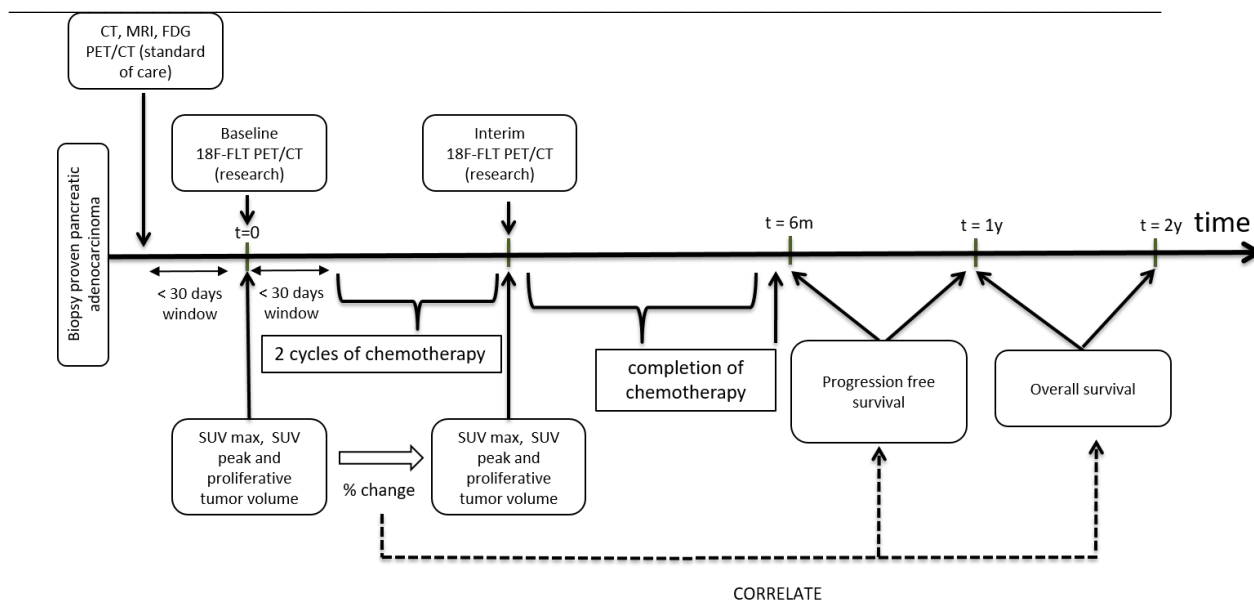 CT, MRI, FDG
PET/CT (standard
of care)
Baseline
18F-FLT PET/CT
(research)
Interim
18F-FLT PET/CT
(research)
Biopsy proven pancreatic
adenocarcinoma
t=0
t = 6m
t = 1y
t = 2y
time
< 30 days
window
< 30 days
window
2 cycles of chemotherapy
completion of
chemotherapy
Progression free
survival
Overall survival
SUV max, SUV
peak and
proliferative
tumor volume
% change
SUV max, SUV
peak and
proliferative
tumor volume
CORRELATE